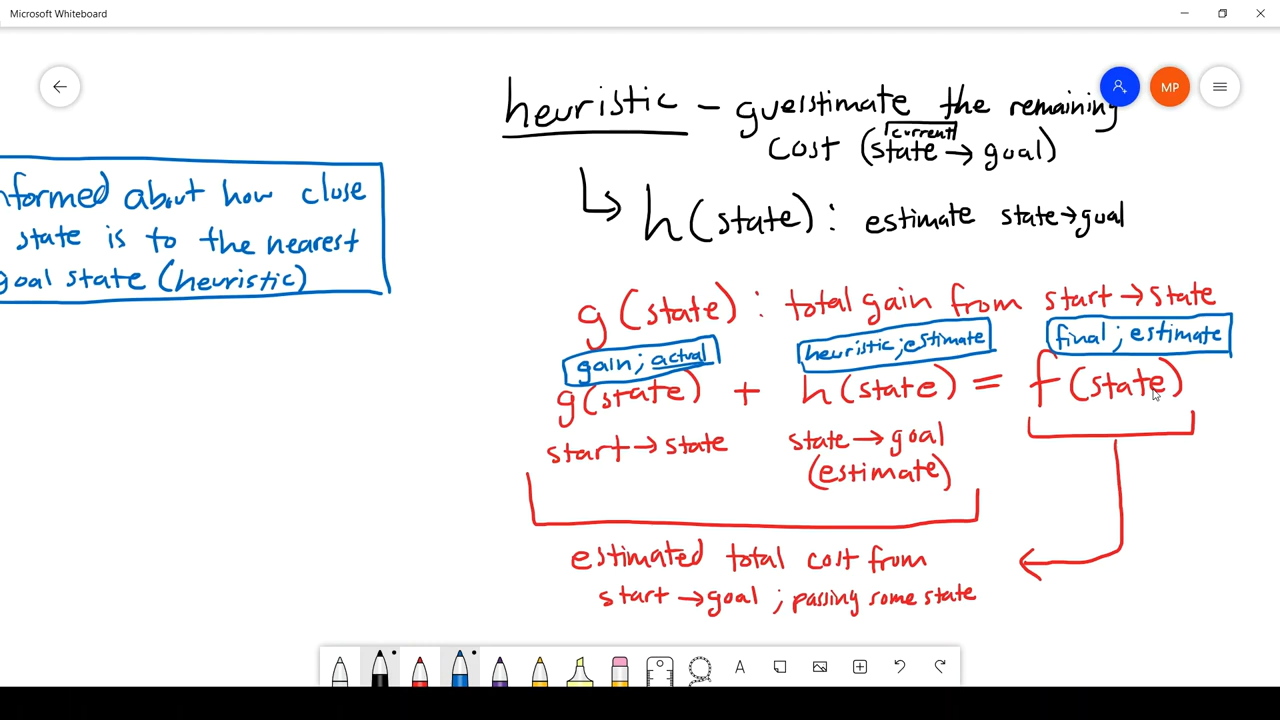 Microsoft Whiteboard
MP
heuristic – guesstimate the remaining
cost (state → goal)
current
h(state): estimate state→goal
nformed about how close
state is to the nearest
goal state (heuristic)
g(state): total gain from start → state
gain; actual
heuristic; estimate
final; estimate
g(state) + h(state) = f(state)
start → state
state → goal
(estimate)
estimated total cost from
start → goal ; passing some state
A